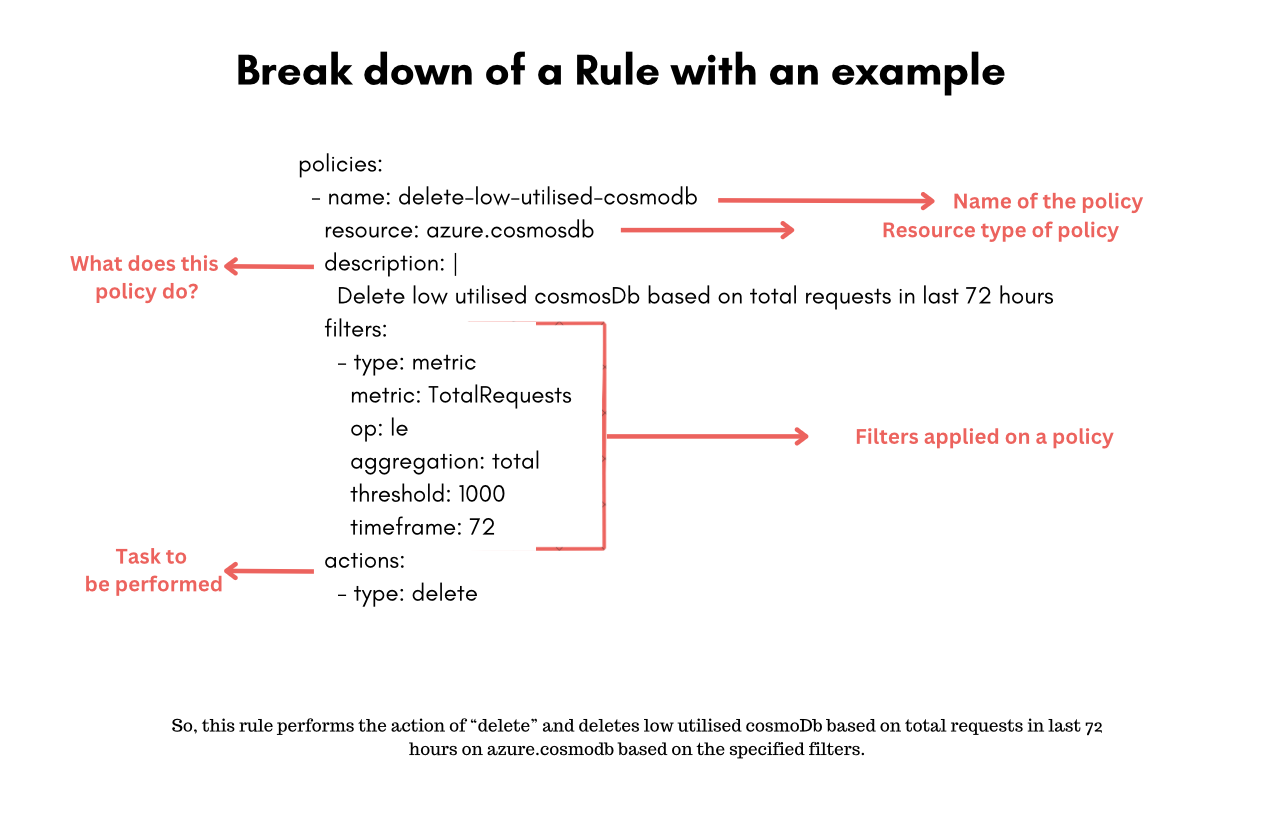 Break down of a Rule with an example
policies:
- name: delete-low-utilised-cosmodb
Name of the policy
resource: azure.cosmosdb
Resource type of policy
What does this
policy do?
description: |
Delete low utilised cosmosDb based on total requests in last 72 hours
filters:
- type: metric
metric: TotalRequests
op: le
aggregation: total
threshold: 1000
timeframe: 72
Filters applied on a policy
Task to
be performed
actions:
- type: delete
So, this rule performs the action of “delete” and deletes low utilised cosmoDb based on total requests in last 72
hours on azure.cosmodb based on the specified filters.